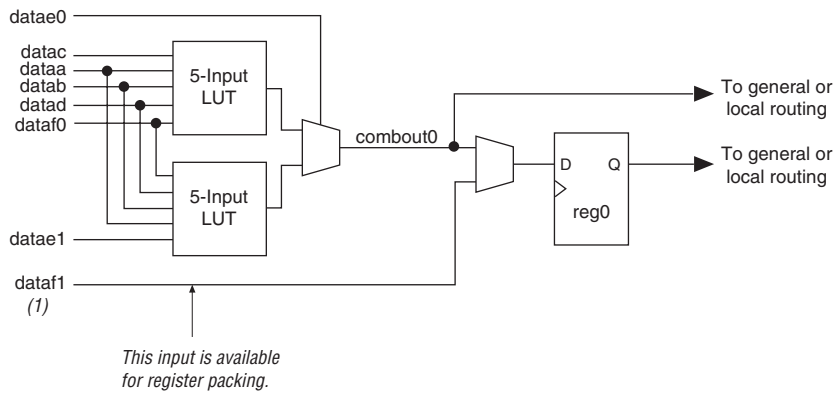 datae0
datac
dataa
datab
datad
dataf0
5-Input
LUT
combout0
To general or
local routing
5-Input
LUT
D Q
reg0
To general or
local routing
datae1
dataf1
(1)
This input is available
for register packing.